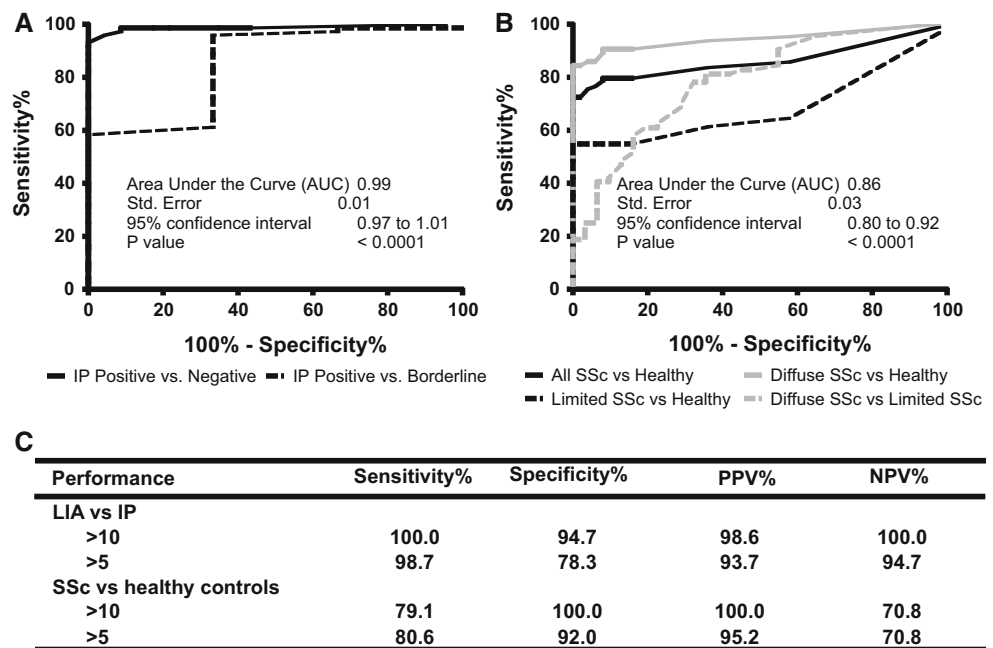 A
100
80
60
40
20
0
Sensitivity%
Area Under the Curve (AUC) 0.99
Std. Error 0.01
95% confidence interval 0.97 to 1.01
P value < 0.0001
0 20 40 60 80 100
100% - Specificity%
IP Positive vs. Negative IP Positive vs. Borderline
B
100
80
60
40
20
0
Sensitivity%
Area Under the Curve (AUC) 0.86
Std. Error 0.03
95% confidence interval 0.80 to 0.92
P value < 0.0001
0 20 40 60 80 100
100% - Specificity%
All SSc vs Healthy Diffuse SSc vs Healthy
Limited SSc vs Healthy Diffuse SSc vs Limited SSc
C
Performance Sensitivity% Specificity% PPV% NPV%
LIA vs IP
>10 100.0 94.7 98.6 100.0
>5 98.7 78.3 93.7 94.7
SSc vs healthy controls
>10 79.1 100.0 100.0 70.8
>5 80.6 92.0 95.2 70.8